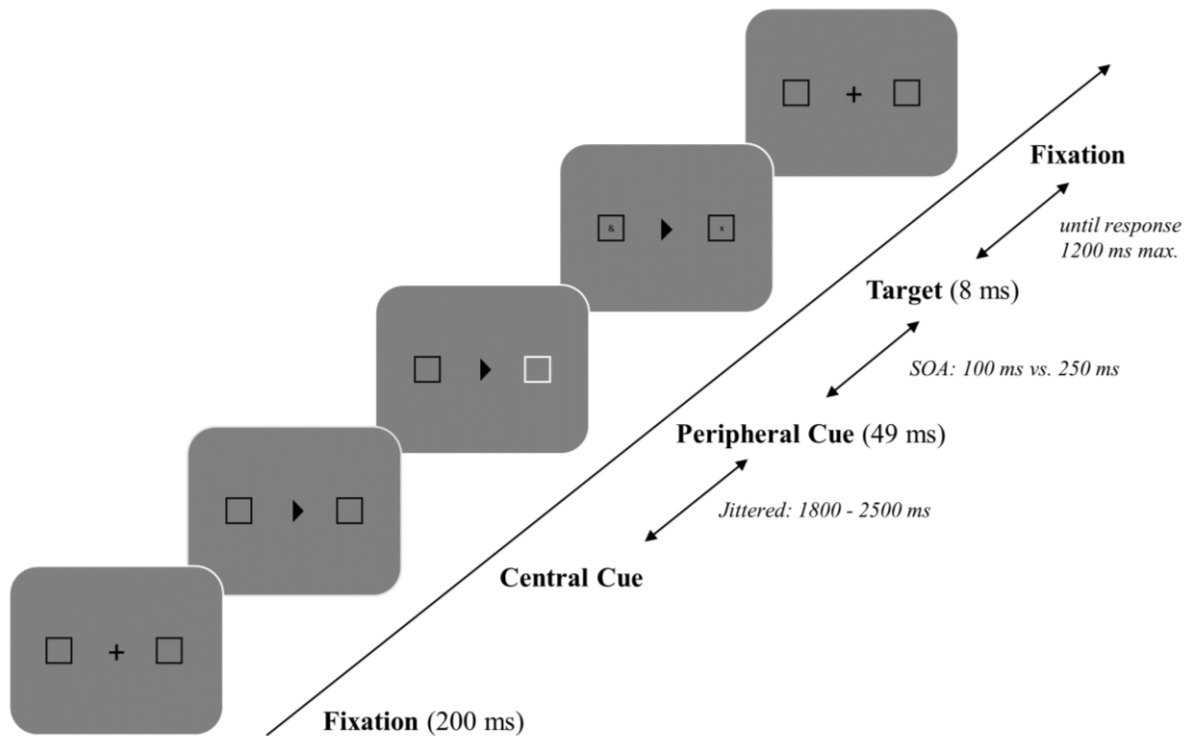 +
Fixation
& x
until response
1200 ms max.
Target (8 ms)
SOA: 100 ms vs. 250 ms
Peripheral Cue (49 ms)
Jittered: 1800 - 2500 ms
Central Cue
+
Fixation (200 ms)